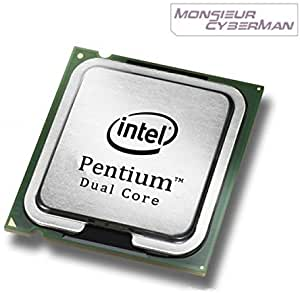 MONSIEUR
CYBERMAN
intel
Pentium™
Dual Core